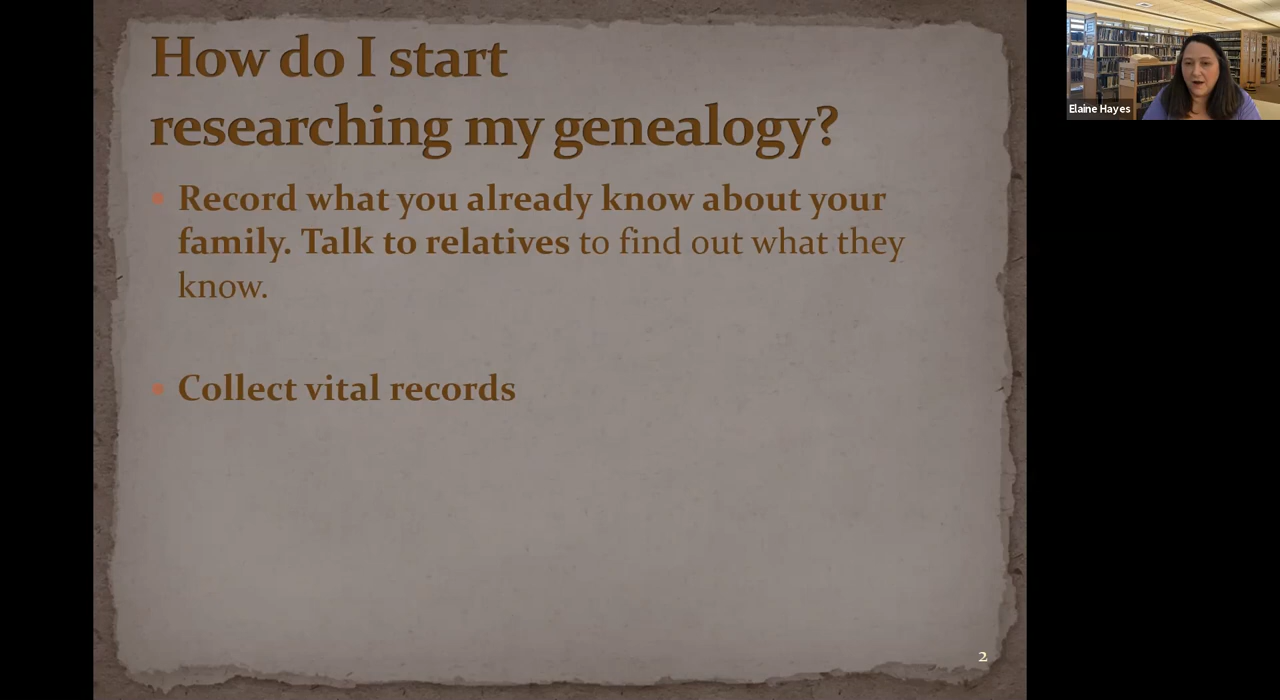 How do I start
researching my genealogy?
Record what you already know about your
family. Talk to relatives to find out what they
know.
Collect vital records
2
Elaine Hayes